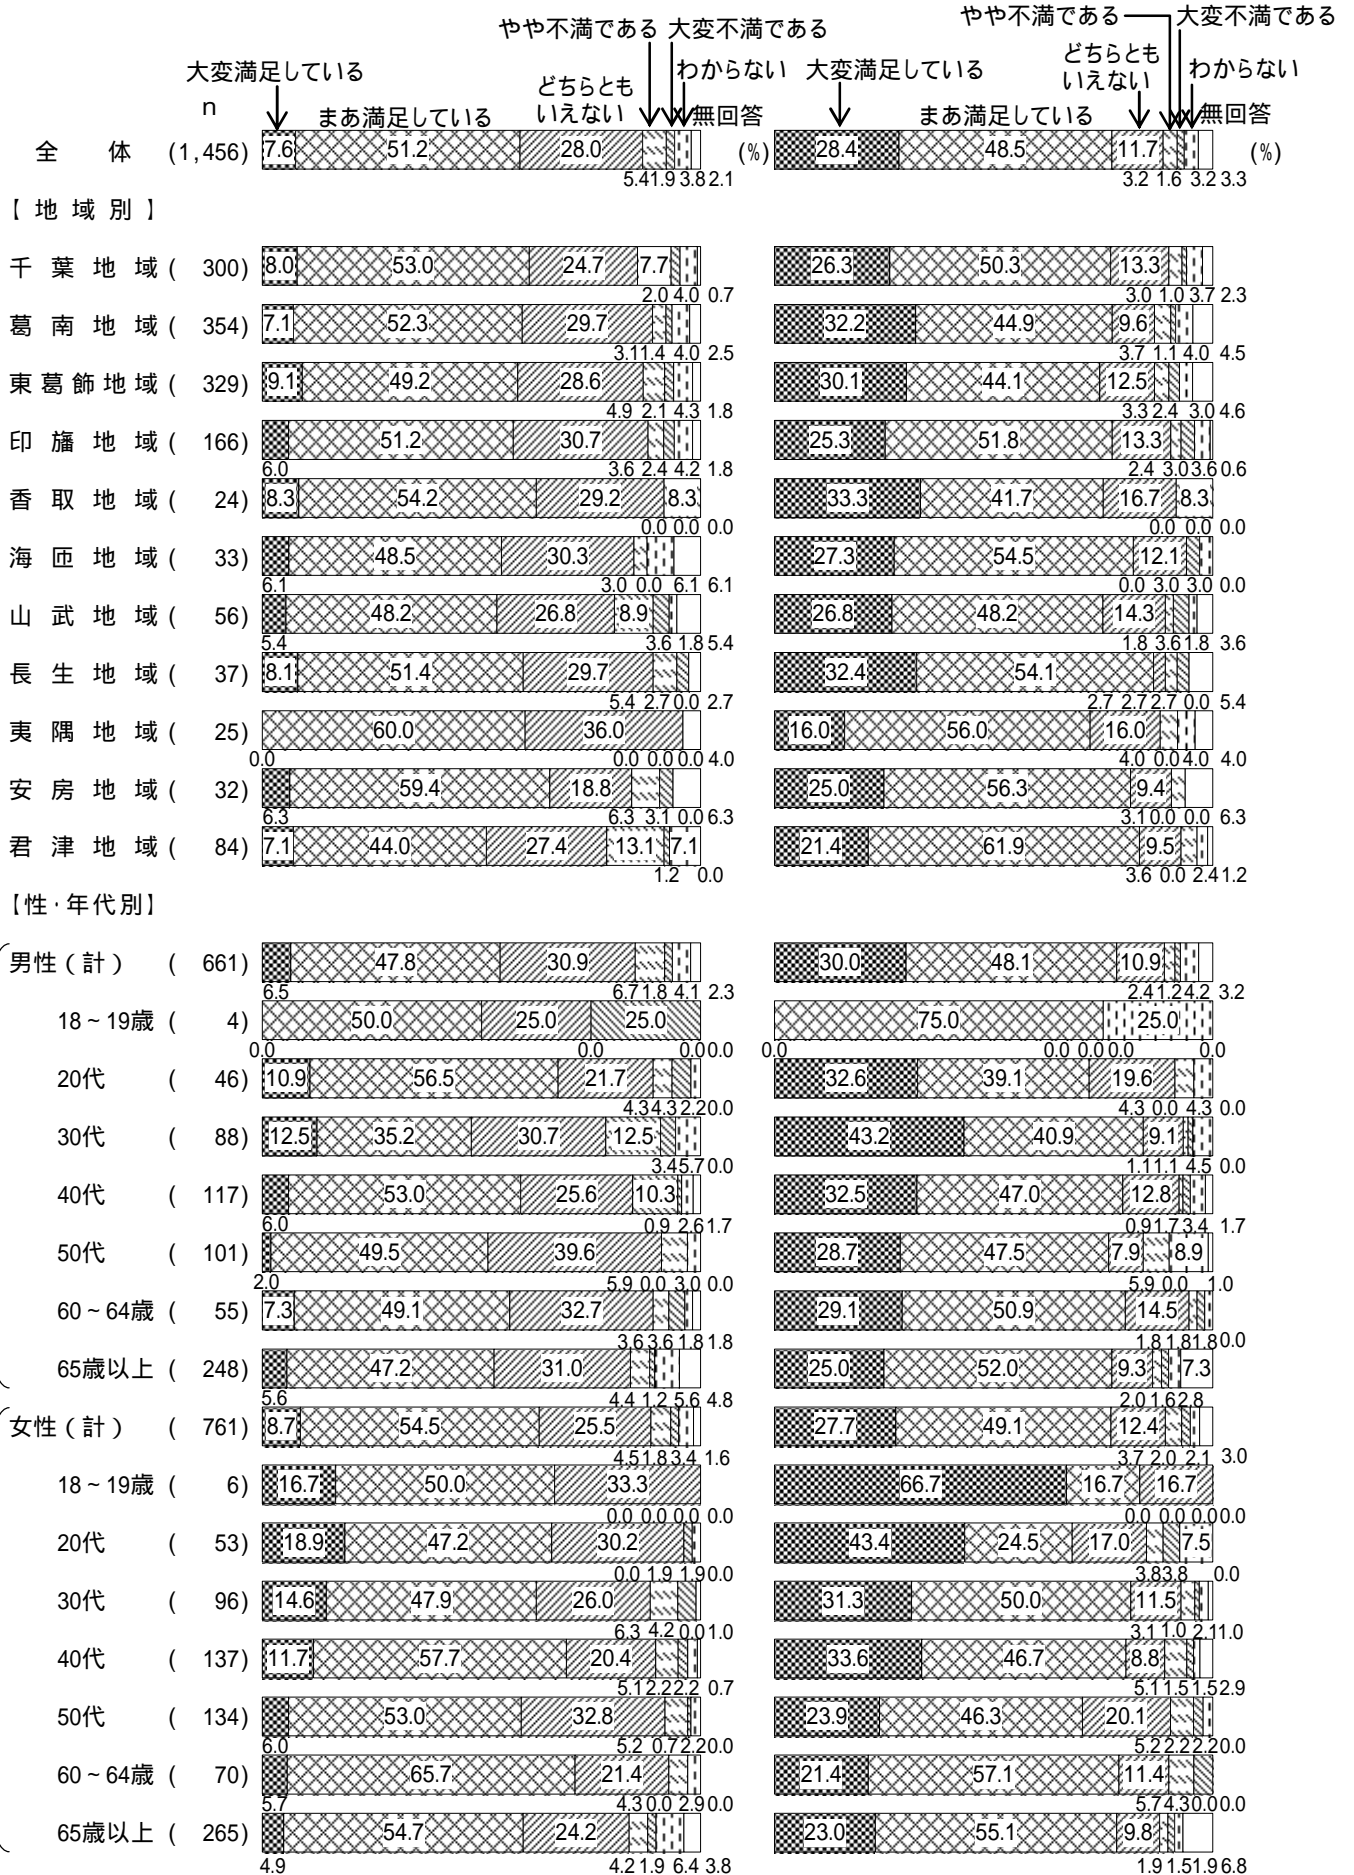 やや不満である 大変不満である やや不満である 大変不満である
大変満足している どちらとも いえない わからない 大変満足している どちらとも いえない わからない
n まあ満足している 無回答 まあ満足している 無回答
全 体 (1,456) 7.6 51.2 28.0 (%) 28.4 48.5 11.7 (%)
5.4 1.9 3.8 2.1 3.2 1.6 3.2 3.3
【地域別】
千葉地域 ( 300) 8.0 53.0 24.7 7.7 26.3 50.3 13.3
2.0 4.0 0.7 3.0 1.0 3.7 2.3
葛南地域 ( 354) 7.1 52.3 29.7 32.2 44.9 9.6
3.1 1.4 4.0 2.5 3.7 1.1 4.0 4.5
東葛飾地域 ( 329) 9.1 49.2 28.6 30.1 44.1 12.5
4.9 2.1 4.3 1.8 3.3 2.4 3.0 4.6
印旛地域 ( 166) 51.2 30.7 25.3 51.8 13.3
6.0 3.6 2.4 4.2 1.8 2.4 3.0 3.6 0.6
香取地域 ( 24) 8.3 54.2 29.2 8.3 33.3 41.7 16.7 8.3
0.0 0.0 0.0 0.0 0.0 0.0
海匝地域 ( 33) 48.5 30.3 27.3 54.5 12.1
6.1 3.0 0.0 6.1 6.1 0.0 3.0 3.0 0.0
山武地域 ( 56) 48.2 26.8 8.9 26.8 48.2 14.3
5.4 3.6 1.8 5.4 1.8 3.6 1.8 3.6
長生地域 ( 37) 8.1 51.4 29.7 32.4 54.1
5.4 2.7 0.0 2.7 2.7 2.7 2.7 0.0 5.4
夷隅地域 ( 25) 60.0 36.0 16.0 56.0 16.0
0.0 0.0 0.0 0.0 4.0 4.0 0.0 4.0 4.0
安房地域 ( 32) 59.4 18.8 25.0 56.3 9.4
6.3 6.3 3.1 0.0 6.3 3.1 0.0 0.0 6.3
君津地域 ( 84) 7.1 44.0 27.4 13.1 7.1 21.4 61.9 9.5
1.2 0.0 3.6 0.0 2.4 1.2
【性・年代別】
男性(計) ( 661) 47.8 30.9 30.0 48.1 10.9
6.5 6.7 1.8 4.1 2.3 2.4 1.2 4.2 3.2
18~19歳 ( 4) 50.0 25.0 25.0 75.0 25.0
0.0 0.0 0.0 0.0 0.0 0.0 0.0 0.0 0.0
20代 ( 46) 10.9 56.5 21.7 32.6 39.1 19.6
4.3 4.3 2.2 0.0 4.3 0.0 4.3 0.0
30代 ( 88) 12.5 35.2 30.7 12.5 43.2 40.9 9.1
3.4 5.7 0.0 1.1 1.1 4.5 0.0
40代 ( 117) 53.0 25.6 10.3 32.5 47.0 12.8
6.0 0.9 2.6 1.7 0.9 1.7 3.4 1.7
50代 ( 101) 49.5 39.6 28.7 47.5 7.9 8.9
2.0 5.9 0.0 3.0 0.0 5.9 0.0 1.0
60~64歳 ( 55) 7.3 49.1 32.7 29.1 50.9 14.5
3.6 3.6 1.8 1.8 1.8 1.8 1.8 0.0
65歳以上 ( 248) 47.2 31.0 25.0 52.0 9.3 7.3
5.6 4.4 1.2 5.6 4.8 2.0 1.6 2.8
女性(計) ( 761) 8.7 54.5 25.5 27.7 49.1 12.4
4.5 1.8 3.4 1.6 3.7 2.0 2.1 3.0
18~19歳 ( 6) 16.7 50.0 33.3 66.7 16.7 16.7
0.0 0.0 0.0 0.0 0.0 0.0 0.0 0.0
20代 ( 53) 18.9 47.2 30.2 43.4 24.5 17.0 7.5
0.0 1.9 1.9 0.0 3.8 3.8 0.0
30代 ( 96) 14.6 47.9 26.0 31.3 50.0 11.5
6.3 4.2 0.0 1.0 3.1 1.0 2.1 1.0
40代 ( 137) 11.7 57.7 20.4 33.6 46.7 8.8
5.1 2.2 2.2 0.7 5.1 1.5 1.5 2.9
50代 ( 134) 53.0 32.8 23.9 46.3 20.1
6.0 5.2 0.7 2.2 0.0 5.2 2.2 2.2 0.0
60~64歳 ( 70) 65.7 21.4 21.4 57.1 11.4
5.7 4.3 0.0 2.9 0.0 5.7 4.3 0.0 0.0
65歳以上 ( 265) 54.7 24.2 23.0 55.1 9.8
4.9 4.2 1.9 6.4 3.8 1.9 1.5 1.9 6.8